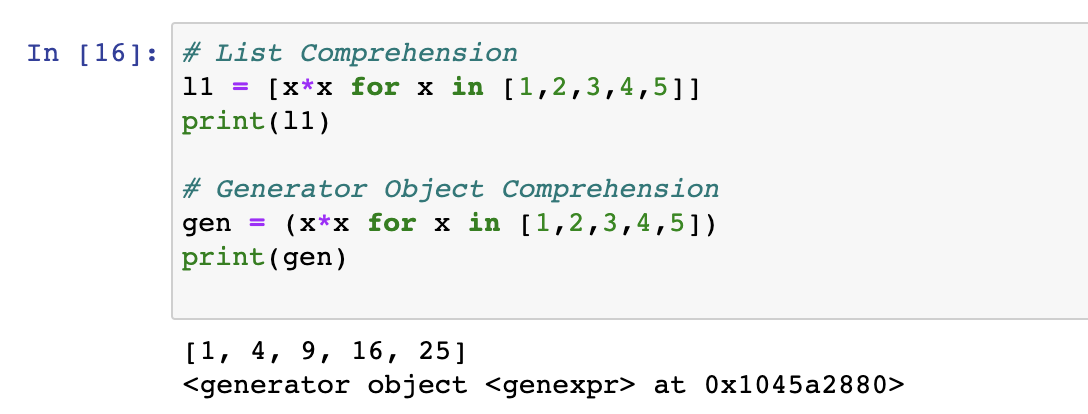 In [16]:
# List Comprehension
l1 = [x*x for x in [1,2,3,4,5]]
print(l1)
# Generator Object Comprehension
gen = (x*x for x in [1,2,3,4,5])
print(gen)
[1, 4, 9, 16, 25]
<generator object <genexpr> at 0x1045a2880>